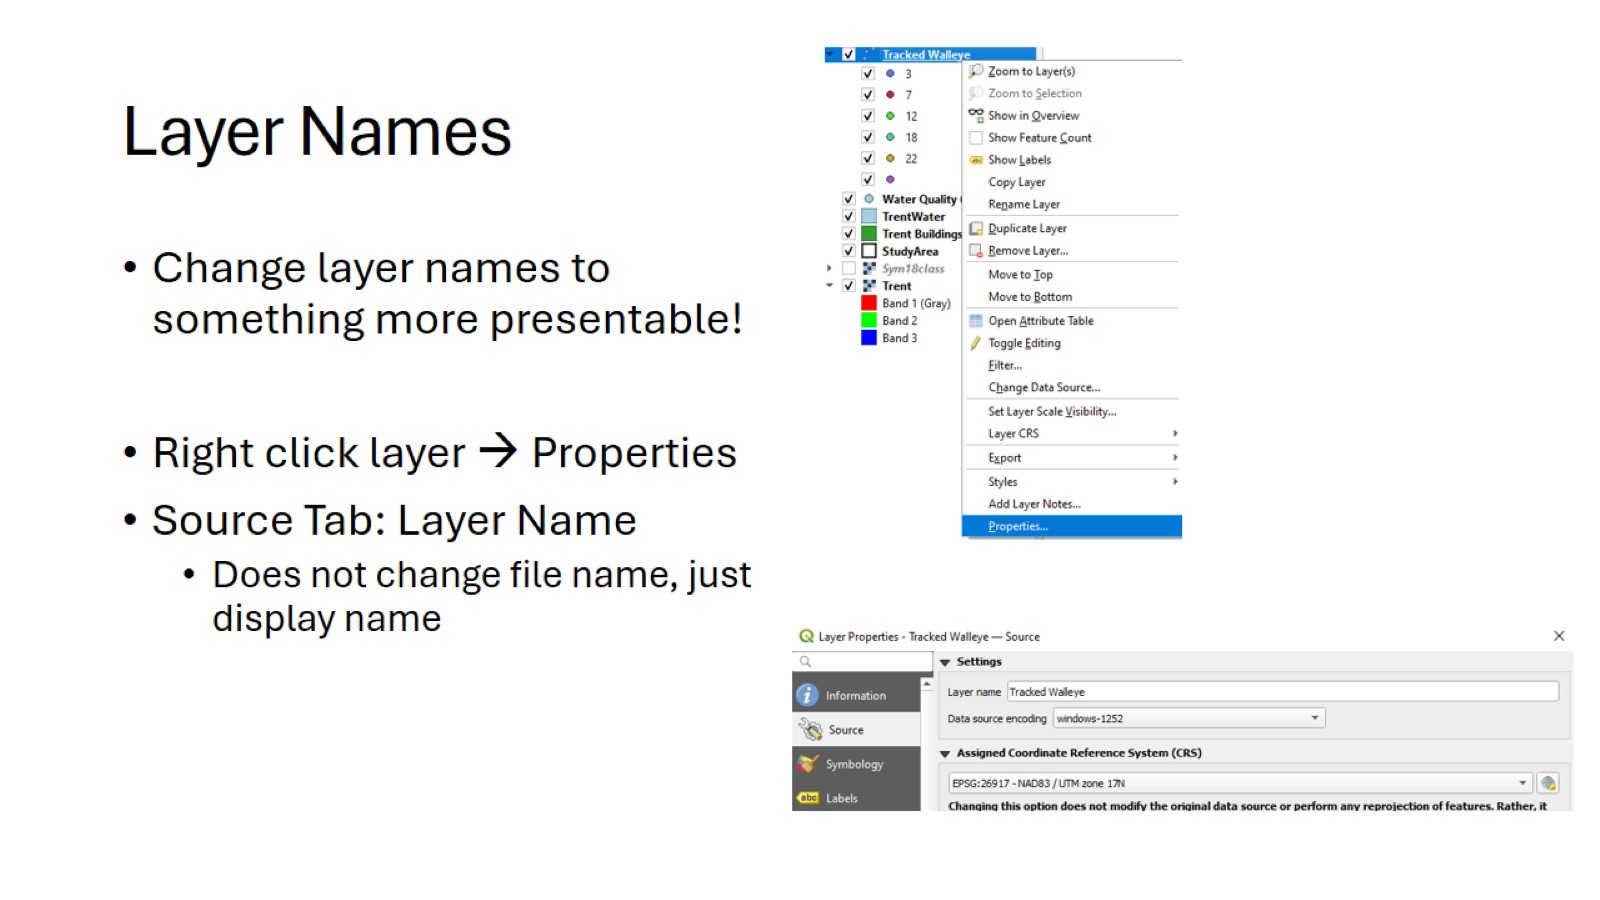 Layer Names
• Change layer names to
something more presentable!
• Right click layer → Properties
• Source Tab: Layer Name
• Does not change file name, just
display name
Tracked Walleye
3
7
12
18
22
Water Quality
TrentWater
Trent Buildings
StudyArea
Sym18class
Trent
Band 1 (Gray)
Band 2
Band 3
Zoom to Layer(s)
Zoom to Selection
Show in Overview
Show Feature Count
Show Labels
Copy Layer
Rename Layer
Duplicate Layer
Remove Layer...
Move to Top
Move to Bottom
Open Attribute Table
Toggle Editing
Filter...
Change Data Source...
Set Layer Scale Visibility...
Layer CRS
Export
Styles
Add Layer Notes...
Properties...
Layer Properties - Tracked Walleye — Source
Information
Source
Symbology
abc Labels
Settings
Layer name Tracked Walleye
Data source encoding windows-1252
Assigned Coordinate Reference System (CRS)
EPSG:26917 - NAD83 / UTM zone 17N
Changing this option does not modify the original data source or perform any reprojection of features. Rather, it